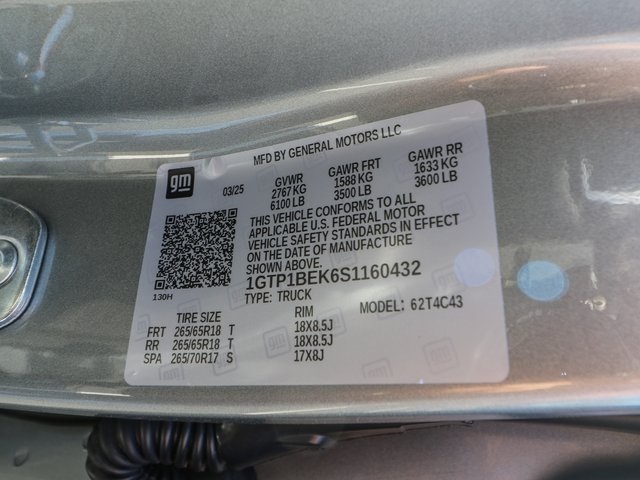 MFD BY GENERAL MOTORS LLC
gm
03/25
GVWR GAWR FRT GAWR RR
2767 KG 1588 KG 1633 KG
6100 LB 3500 LB 3600 LB
THIS VEHICLE CONFORMS TO ALL
APPLICABLE U.S. FEDERAL MOTOR
VEHICLE SAFETY STANDARDS IN EFFECT
ON THE DATE OF MANUFACTURE
SHOWN ABOVE.
1GTP1BEK6S1160432
130H
TYPE: TRUCK MODEL: 62T4C43
TIRE SIZE RIM
FRT 265/65R18 T 18X8.5J
RR 265/65R18 T 18X8.5J
SPA 265/70R17 S 17X8J